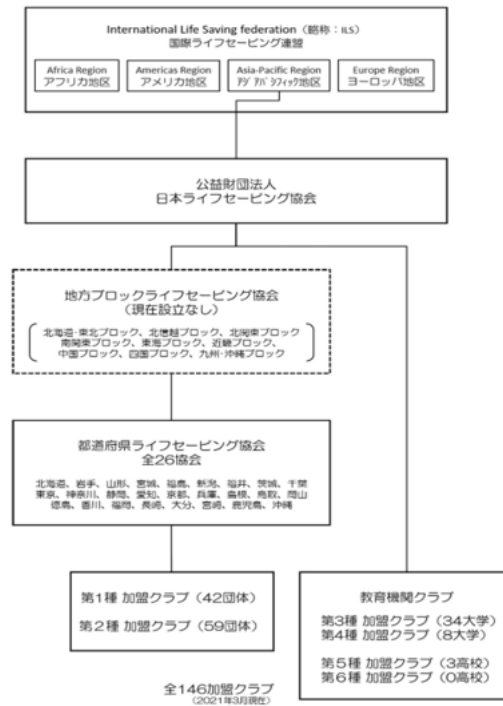 International Life Saving federation（略称：ILS）
国際ライフセービング連盟
Africa Region
アフリカ地区
Americas Region
アメリカ地区
Asia-Pacific Region
ｱｼﾞｱﾊﾟｼﾌｨｯｸ地区
Europe Region
ヨーロッパ地区
公益財団法人
日本ライフセービング協会
地方ブロックライフセービング協会
（現在設立なし）
北海道・東北ブロック、北信越ブロック、北関東ブロック
南関東ブロック、東海ブロック、近畿ブロック、
中国ブロック、四国ブロック、九州・沖縄ブロック
都道府県ライフセービング協会
全26協会
北海道、岩手、山形、宮城、福島、新潟、福井、茨城、千葉
東京、神奈川、静岡、愛知、京都、兵庫、島根、鳥取、岡山
徳島、香川、福岡、長崎、大分、宮崎、鹿児島、沖縄
第1種 加盟クラブ（42団体）
第2種 加盟クラブ（59団体）
教育機関クラブ
第3種 加盟クラブ（34大学）
第4種 加盟クラブ（8大学）
第5種 加盟クラブ（3高校）
第6種 加盟クラブ（0高校）
全146加盟クラブ
（2021年3月現在）